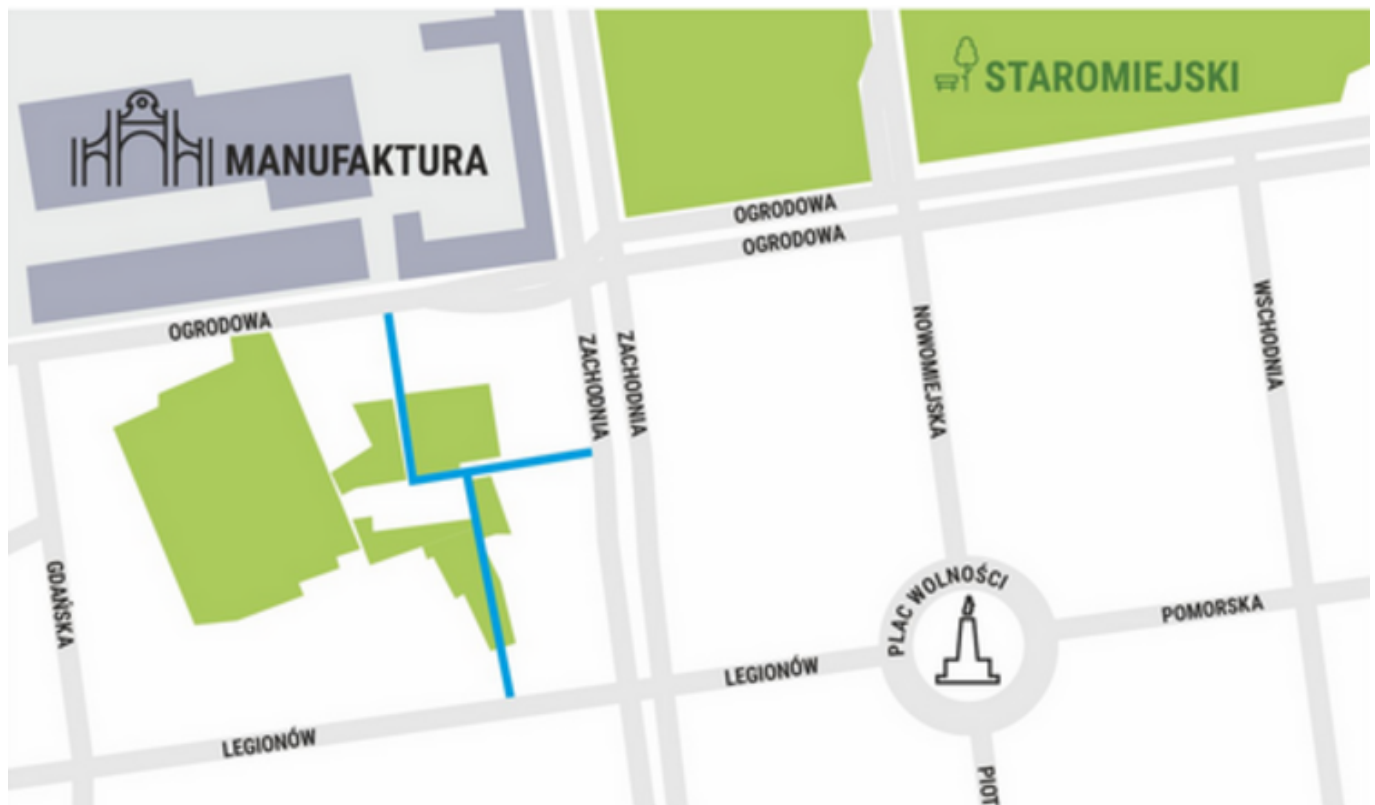 STAROMIEJSKI
MANUFAKTURA
OGRODOWA
OGRODOWA
OGRODOWA
ZACHODNIA
ZACHODNIA
NOWOMIEJSKA
WSCHODNIA
GDAŃSKA
PLAC WOLNOŚCI
POMORSKA
LEGIONÓW
LEGIONÓW
PIOT